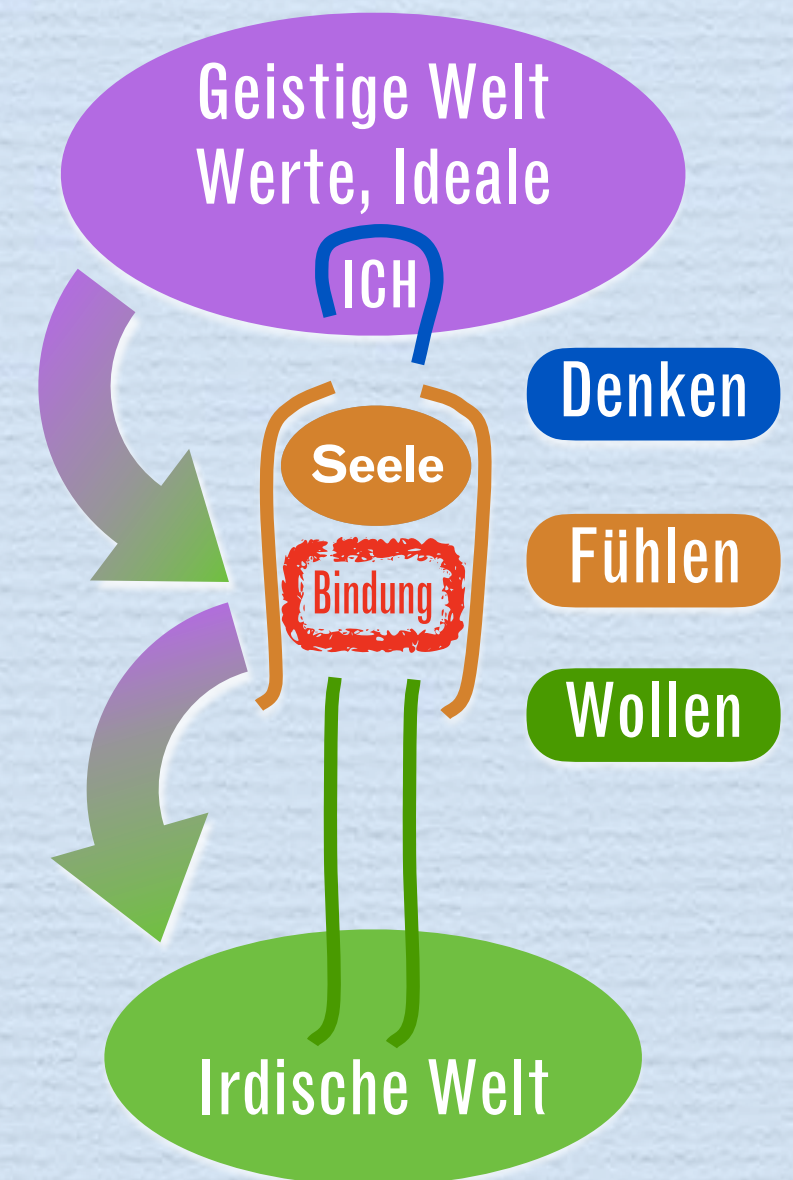 Geistige Welt
Werte, Ideale
ICH
Denken
Seele
Fühlen
Bindung
Wollen
Irdische Welt